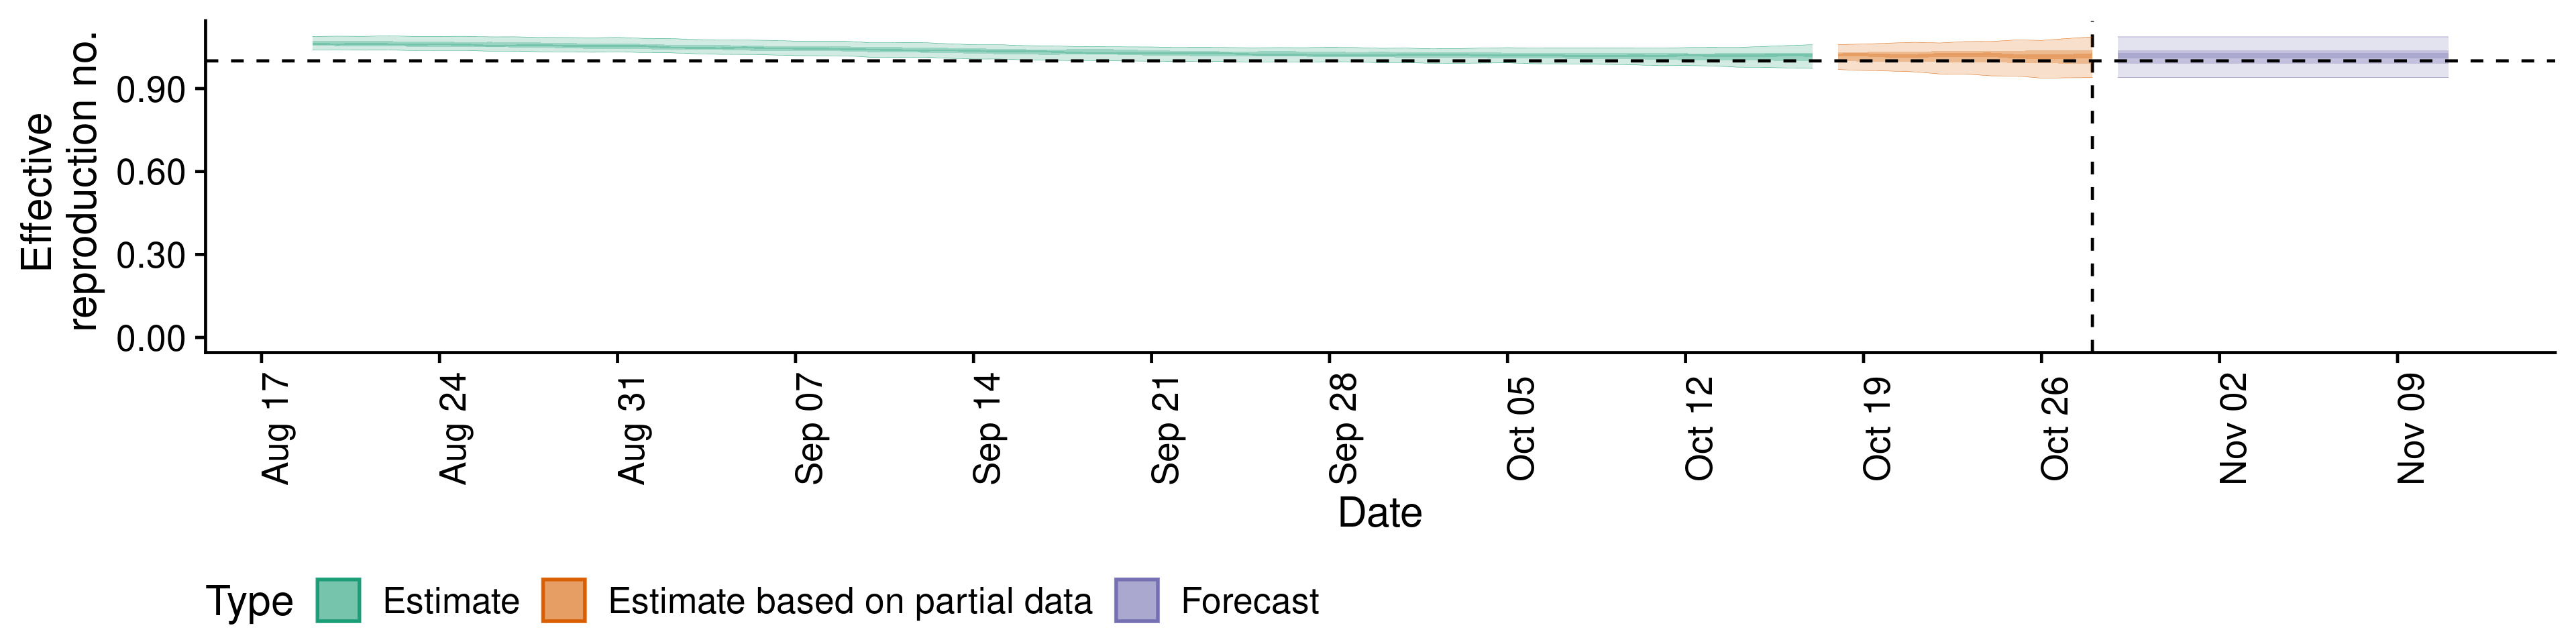 Effective
reproduction no.
0.90
0.60
0.30
0.00
Aug 17
Aug 24
Aug 31
Sep 07
Sep 14
Sep 21
Sep 28
Oct 05
Oct 12
Oct 19
Oct 26
Nov 02
Nov 09
Date
Type Estimate Estimate based on partial data Forecast